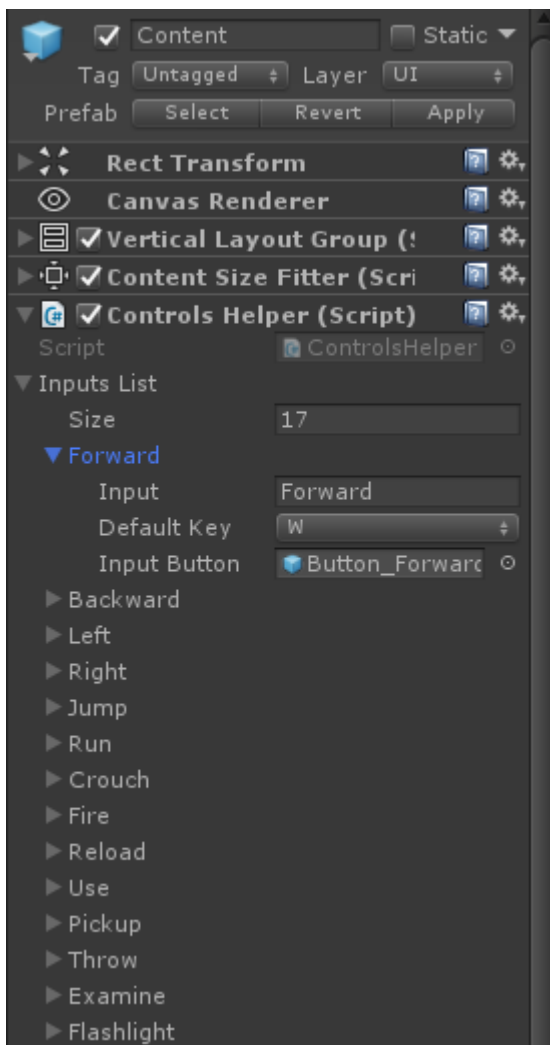 Content Static
Tag Untagged Layer UI
Prefab Select Revert Apply
Rect Transform
Canvas Renderer
Vertical Layout Group (S
Content Size Fitter (Scri
Controls Helper (Script)
Script ControlsHelper
Inputs List
Size 17
Forward
Input Forward
Default Key W
Input Button Button_Forward
Backward
Left
Right
Jump
Run
Crouch
Fire
Reload
Use
Pickup
Throw
Examine
Flashlight